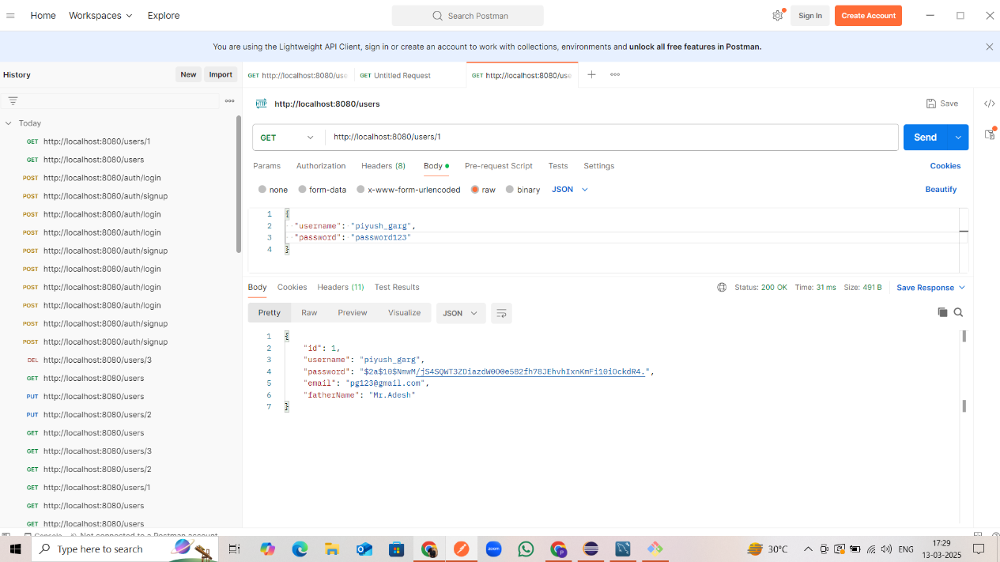 Home Workspaces Explore Search Postman Sign In Create Account
You are using the Lightweight API Client, sign in or create an account to work with collections, environments and unlock all free features in Postman.
History New Import GET http://localhost:8080/use GET Untitled Request GET http://localhost:8080/use
HTTP http://localhost:8080/users Save
Today
GET http://localhost:8080/users/1
GET http://localhost:8080/users
POST http://localhost:8080/auth/login
POST http://localhost:8080/auth/signup
POST http://localhost:8080/auth/login
POST http://localhost:8080/auth/login
POST http://localhost:8080/auth/signup
POST http://localhost:8080/auth/login
POST http://localhost:8080/auth/login
POST http://localhost:8080/auth/login
POST http://localhost:8080/auth/signup
POST http://localhost:8080/auth/signup
DEL http://localhost:8080/users/3
GET http://localhost:8080/users
PUT http://localhost:8080/users
PUT http://localhost:8080/users/2
GET http://localhost:8080/users
GET http://localhost:8080/users/3
GET http://localhost:8080/users/2
GET http://localhost:8080/users/1
GET http://localhost:8080/users
GET http://localhost:8080/users
GET http://localhost:8080/users/1 Send
Params Authorization Headers (8) Body Pre-request Script Tests Settings Cookies
none form-data x-www-form-urlencoded raw binary JSON Beautify
1 {
2 "username": "piyush_garg",
3 "password": "password123"
4 }
Body Cookies Headers (11) Test Results Status: 200 OK Time: 31 ms Size: 491 B Save Response
Pretty Raw Preview Visualize JSON
1 {
2 "id": 1,
3 "username": "piyush_garg",
4 "password": "$2a$10$NmwM/jS4SQWT3ZDiazdW0O0e5B2fh78JEhvhIxnKmFi10iOckdR4.",
5 "email": "pg123@gmail.com",
6 "fatherName": "Mr.Adesh"
7 }
Console Not connected to a Postman account
Type here to search zoom 30°C ENG 17:29
13-03-2025